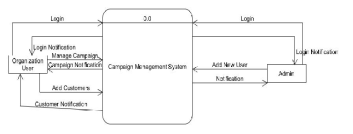 Login
0.0
Login
Login Notification
Login Notification
Manage Campaign
Organization
User
Campaign Notification
Campaign Management System
Add New User
Admin
Notification
Add Customers
Customer Notification